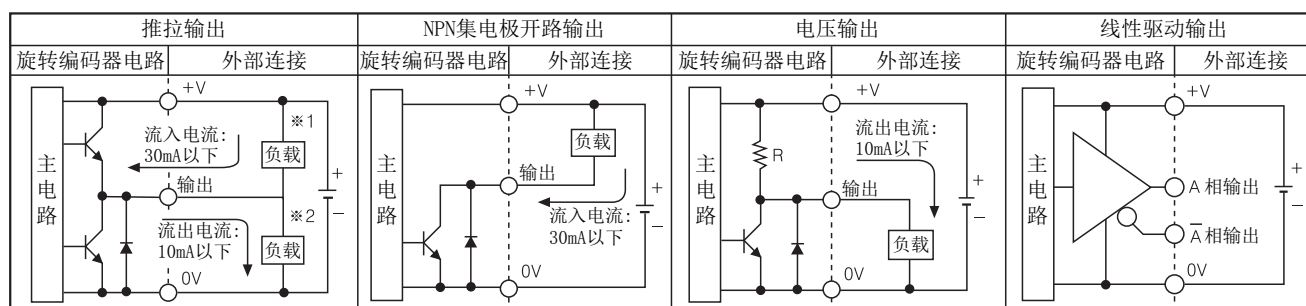 推拉输出
NPN集电极开路输出
电压输出
线性驱动输出
旋转编码器电路
外部连接
旋转编码器电路
外部连接
旋转编码器电路
外部连接
旋转编码器电路
外部连接
主电路
+V
※1
流入电流:
30mA以下
负载
输出
※2
流出电流:
10mA以下
负载
+
−
0V
主电路
+V
负载
输出
流入电流:
30mA以下
+
−
0V
主电路
+V
流出电流:
10mA以下
R
输出
负载
+
−
0V
主电路
+V
A 相输出
A̅ 相输出
+
−
0V